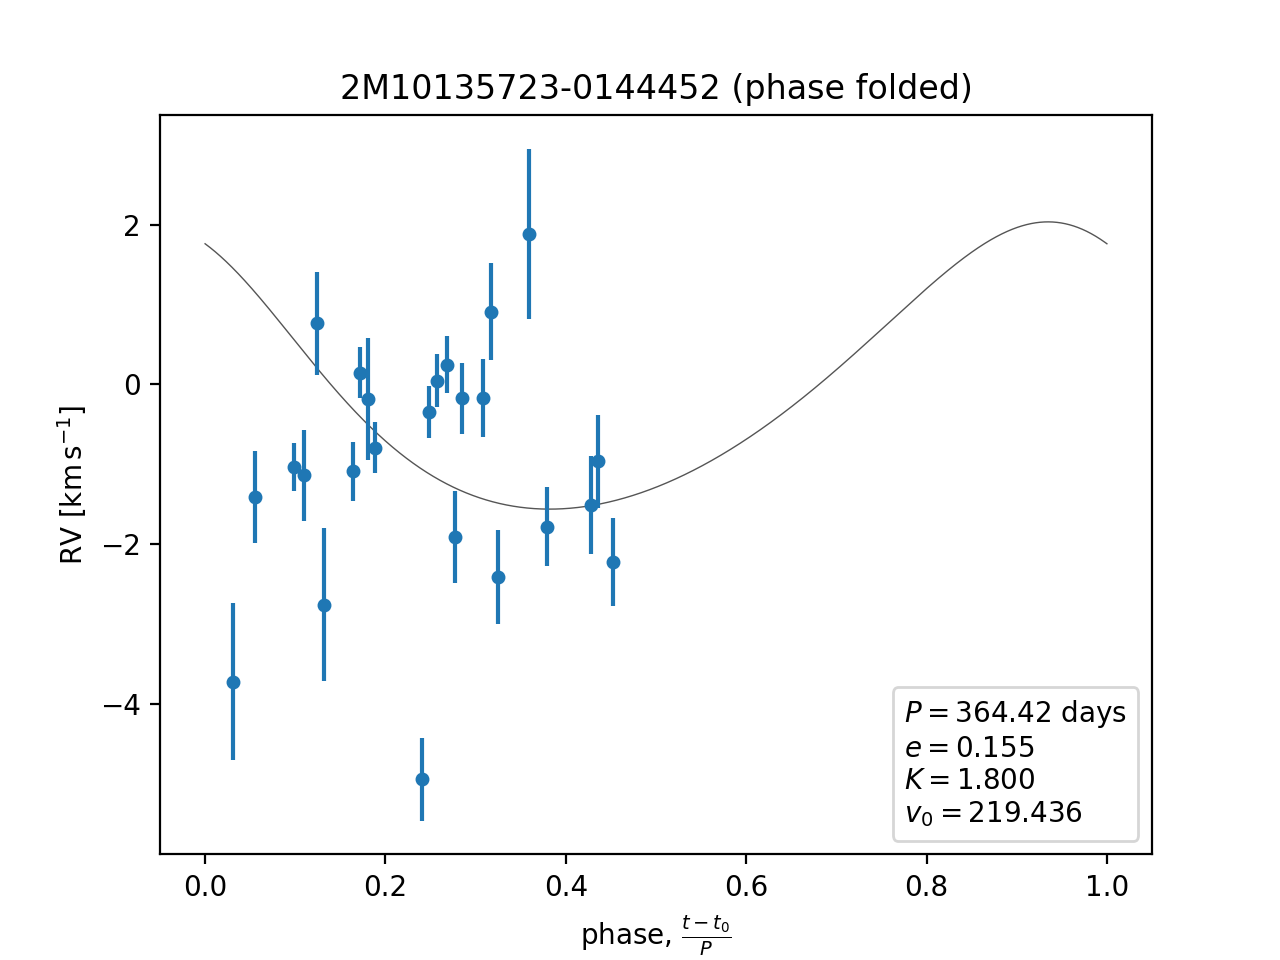 2M10135723-0144452 (phase folded)
2
0
−2
−4
RV [km s⁻¹]
P = 364.42 days
e = 0.155
K = 1.800
v₀ = 219.436
0.0 0.2 0.4 0.6 0.8 1.0
phase, (t − t₀)/P